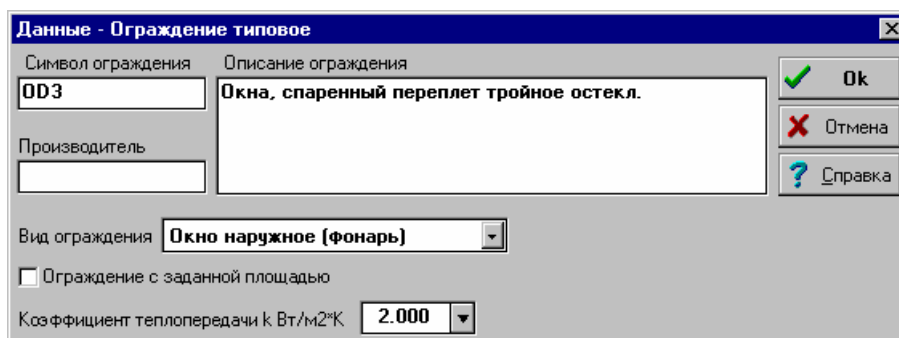 Данные - Ограждение типовое
Символ ограждения
Описание ограждения
OD3
Окна, спаренный переплет тройное остекл.
Ok
Отмена
Производитель
Справка
Вид ограждения Окно наружное (фонарь)
Ограждение с заданной площадью
Коэффициент теплопередачи k Вт/м2*K 2.000